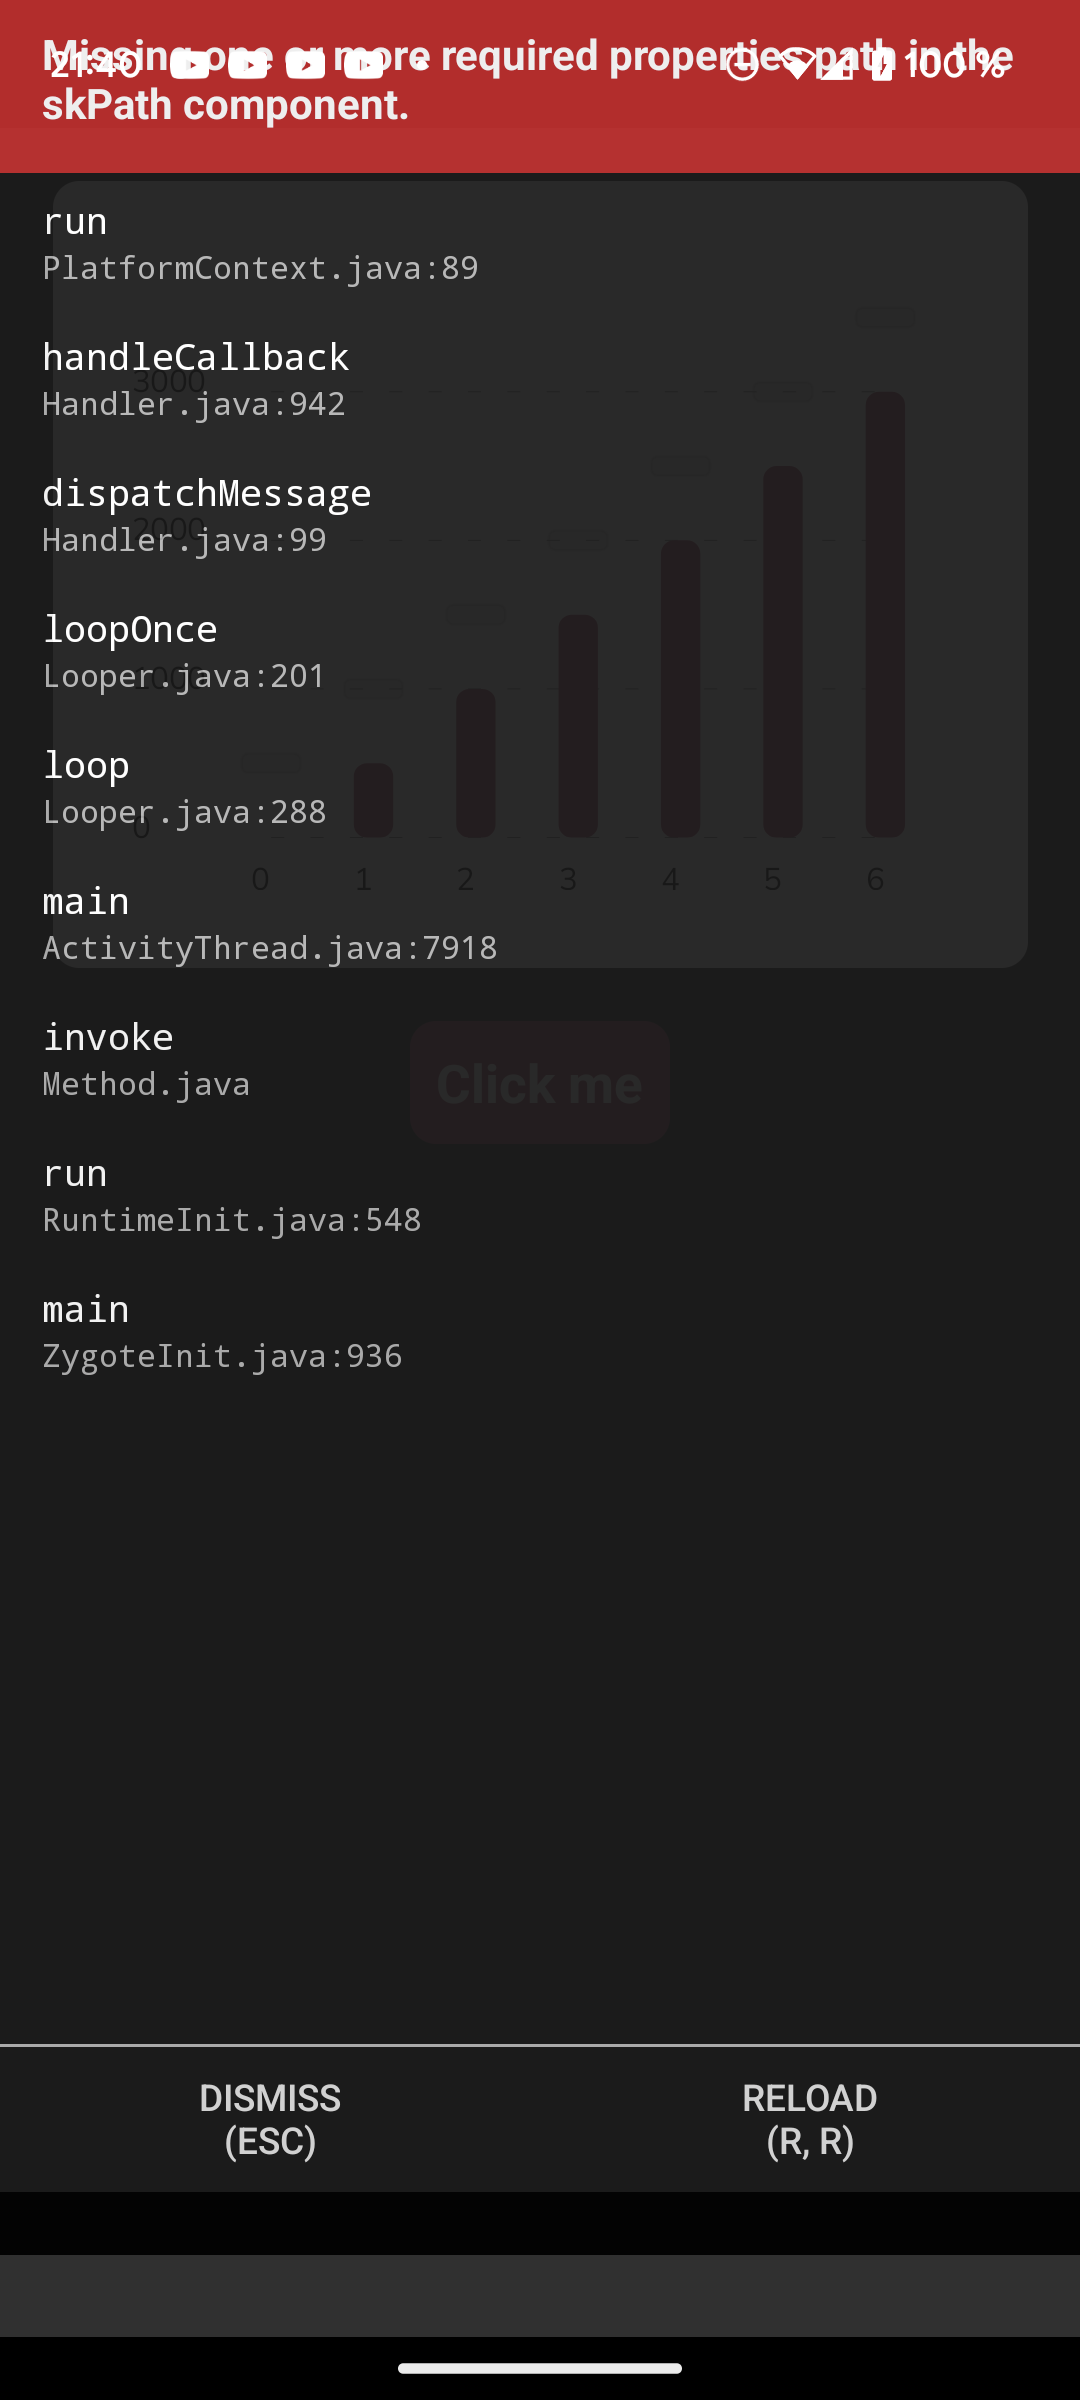 Missing one or more required properties path in the
21:40
100 %
skPath component.
run
PlatformContext.java:89
handleCallback
3000
Handler.java:942
dispatchMessage
2000
Handler.java:99
loopOnce
1000
Looper.java:201
loop
Looper.java:288
0
0 1 2 3 4 5 6
main
ActivityThread.java:7918
invoke
Method.java
Click me
run
RuntimeInit.java:548
main
ZygoteInit.java:936
DISMISS
(ESC)
RELOAD
(R, R)